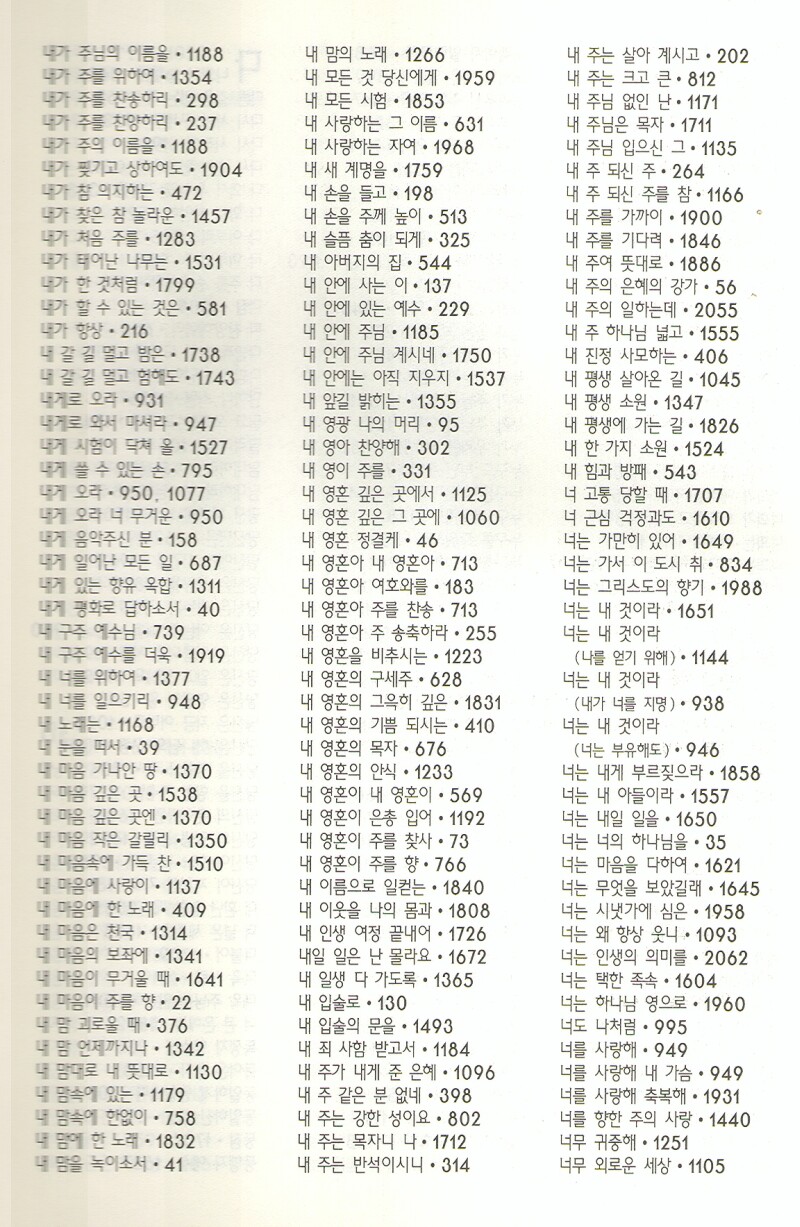 내가 주님의 이름을 • 1188
내가 주를 위하여 • 1354
내가 주를 찬송하리 • 298
내가 주를 찬양하리 • 237
내가 주의 이름을 • 1188
내가 찢기고 상하여도 • 1904
내가 참 의지하는 • 472
내가 찾은 참 놀라운 • 1457
내가 처음 주를 • 1283
내가 태어난 나무는 • 1531
내가 한 것처럼 • 1799
내가 할 수 있는 것은 • 581
내가 항상 • 216
내 갈 길 멀고 밤은 • 1738
내 갈 길 멀고 험해도 • 1743
내게로 오라 • 931
내게로 와서 마셔라 • 947
내게 시험이 닥쳐 올 • 1527
내게 쓸 수 있는 손 • 795
내게 오라 • 950, 1077
내게 오라 너 무거운 • 950
내게 음악주신 분 • 158
내게 일어난 모든 일 • 687
내게 있는 향유 옥합 • 1311
내게 평화로 답하소서 • 40
내 구주 예수님 • 739
내 구주 예수를 더욱 • 1919
내 너를 위하여 • 1377
내 너를 일으키리 • 948
내 노래는 • 1168
내 눈을 떠서 • 39
내 마음 가나안 땅 • 1370
내 마음 깊은 곳 • 1538
내 마음 깊은 곳엔 • 1370
내 마음 작은 갈릴리 • 1350
내 마음속에 가득 찬 • 1510
내 마음에 사랑이 • 1137
내 마음에 한 노래 • 409
내 마음은 천국 • 1314
내 마음의 보좌에 • 1341
내 마음이 무거울 때 • 1641
내 마음이 주를 향 • 22
내 맘 괴로울 때 • 376
내 맘 언제까지나 • 1342
내 맘대로 내 뜻대로 • 1130
내 맘속에 있는 • 1179
내 맘속에 한없이 • 758
내 맘에 한 노래 • 1832
내 맘을 녹이소서 • 41
내 맘의 노래 • 1266
내 모든 것 당신에게 • 1959
내 모든 시험 • 1853
내 사랑하는 그 이름 • 631
내 사랑하는 자여 • 1968
내 새 계명을 • 1759
내 손을 들고 • 198
내 손을 주께 높이 • 513
내 슬픔 춤이 되게 • 325
내 아버지의 집 • 544
내 안에 사는 이 • 137
내 안에 있는 예수 • 229
내 안에 주님 • 1185
내 안에 주님 계시네 • 1750
내 안에는 아직 지우지 • 1537
내 앞길 밝히는 • 1355
내 영광 나의 머리 • 95
내 영아 찬양해 • 302
내 영이 주를 • 331
내 영혼 깊은 곳에서 • 1125
내 영혼 깊은 그 곳에 • 1060
내 영혼 정결케 • 46
내 영혼아 내 영혼아 • 713
내 영혼아 여호와를 • 183
내 영혼아 주를 찬송 • 713
내 영혼아 주 송축하라 • 255
내 영혼을 비추시는 • 1223
내 영혼의 구세주 • 628
내 영혼의 그윽히 깊은 • 1831
내 영혼의 기쁨 되시는 • 410
내 영혼의 목자 • 676
내 영혼의 안식 • 1233
내 영혼이 내 영혼이 • 569
내 영혼이 은총 입어 • 1192
내 영혼이 주를 찾사 • 73
내 영혼이 주를 향 • 766
내 이름으로 일컫는 • 1840
내 이웃을 나의 몸과 • 1808
내 인생 여정 끝내어 • 1726
내일 일은 난 몰라요 • 1672
내 일생 다 가도록 • 1365
내 입술로 • 130
내 입술의 문을 • 1493
내 죄 사함 받고서 • 1184
내 주가 내게 준 은혜 • 1096
내 주 같은 분 없네 • 398
내 주는 강한 성이요 • 802
내 주는 목자니 나 • 1712
내 주는 반석이시니 • 314
내 주는 살아 계시고 • 202
내 주는 크고 큰 • 812
내 주님 없인 난 • 1171
내 주님은 목자 • 1711
내 주님 입으신 그 • 1135
내 주 되신 주 • 264
내 주 되신 주를 참 • 1166
내 주를 가까이 • 1900
내 주를 기다려 • 1846
내 주여 뜻대로 • 1886
내 주의 은혜의 강가 • 56
내 주의 일하는데 • 2055
내 주 하나님 넓고 • 1555
내 진정 사모하는 • 406
내 평생 살아온 길 • 1045
내 평생 소원 • 1347
내 평생에 가는 길 • 1826
내 한 가지 소원 • 1524
내 힘과 방패 • 543
너 고통 당할 때 • 1707
너 근심 걱정과도 • 1610
너는 가만히 있어 • 1649
너는 가서 이 도시 취 • 834
너는 그리스도의 향기 • 1988
너는 내 것이라 • 1651
너는 내 것이라
(나를 얻기 위해) • 1144
너는 내 것이라
(내가 너를 지명) • 938
너는 내 것이라
(너는 부유해도) • 946
너는 내게 부르짖으라 • 1858
너는 내 아들이라 • 1557
너는 내일 일을 • 1650
너는 너의 하나님을 • 35
너는 마음을 다하여 • 1621
너는 무엇을 보았길래 • 1645
너는 시냇가에 심은 • 1958
너는 왜 항상 웃니 • 1093
너는 인생의 의미를 • 2062
너는 택한 족속 • 1604
너는 하나님 영으로 • 1960
너도 나처럼 • 995
너를 사랑해 • 949
너를 사랑해 내 가슴 • 949
너를 사랑해 축복해 • 1931
너를 향한 주의 사랑 • 1440
너무 귀중해 • 1251
너무 외로운 세상 • 1105